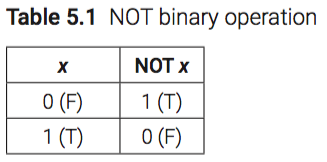 Table 5.1 NOT binary operation
x NOT x
0 (F) 1 (T)
1 (T) 0 (F)